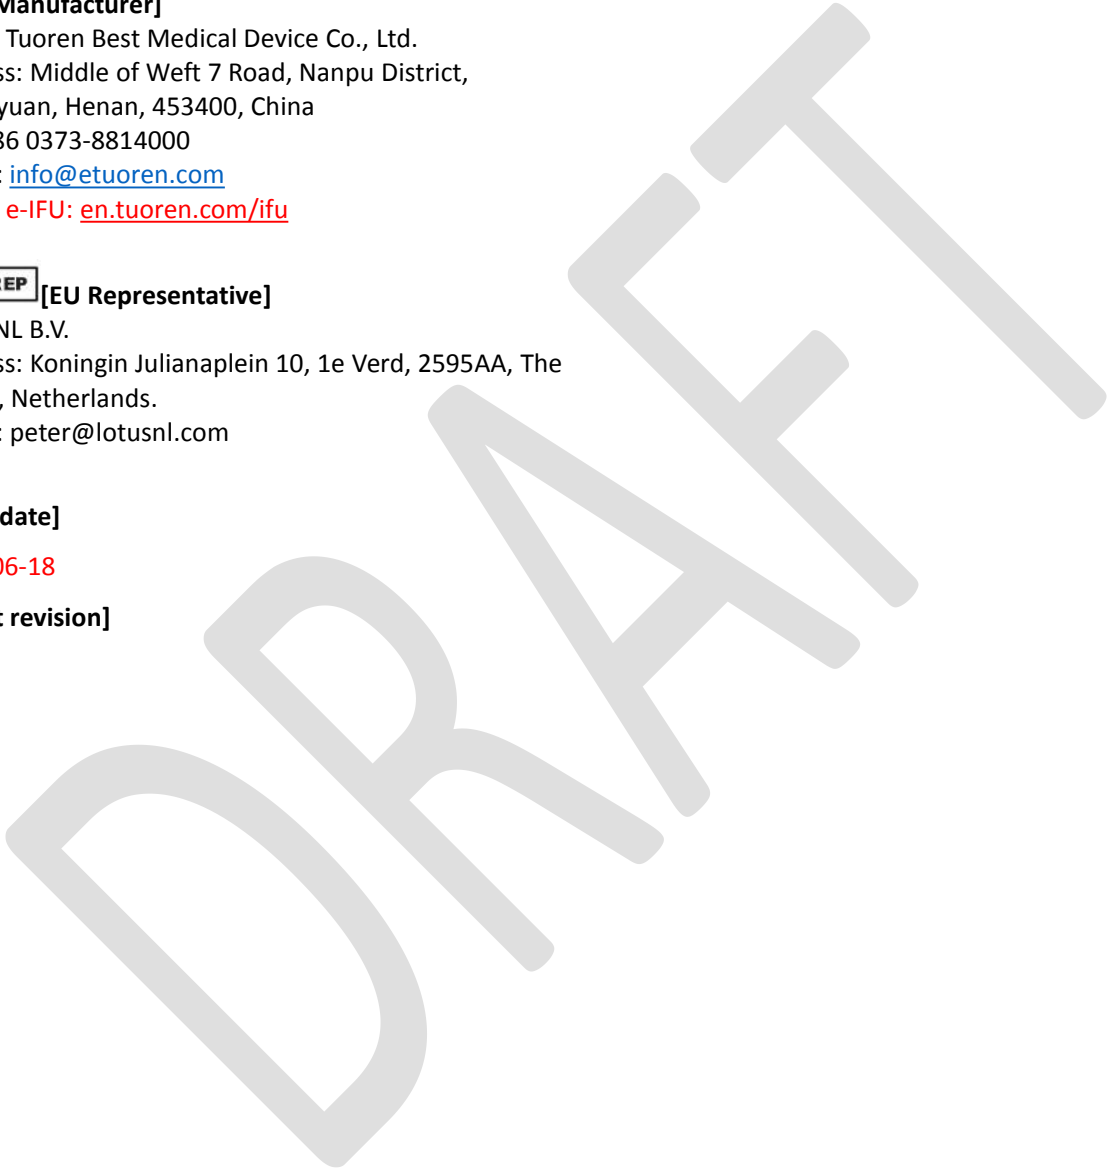 Manufacturer]
Tuoren Best Medical Device Co., Ltd.
ss: Middle of Weft 7 Road, Nanpu District,
yuan, Henan, 453400, China
86 0373-8814000
: info@etuoren.com
e-IFU: en.tuoren.com/ifu
REP [EU Representative]
NL B.V.
ss: Koningin Julianaplein 10, 1e Verd, 2595AA, The
, Netherlands.
: peter@lotusnl.com
date]
06-18
t revision]
DRAFT